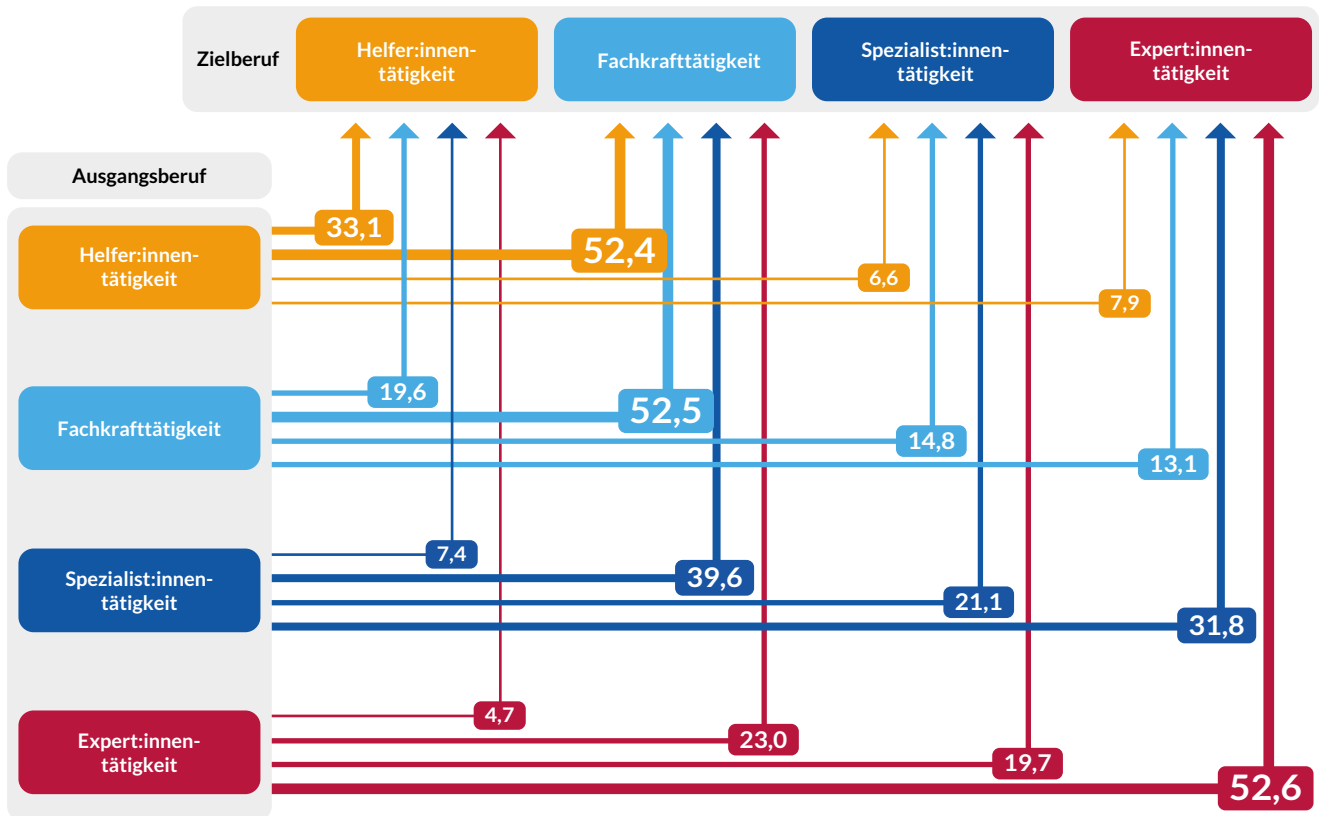 Zielberuf
Helfer:innen-
tätigkeit
Fachkrafttätigkeit
Spezialist:innen-
tätigkeit
Expert:innen-
tätigkeit
Ausgangsberuf
Helfer:innen-
tätigkeit
33,1
52,4
6,6
7,9
Fachkrafttätigkeit
19,6
52,5
14,8
13,1
Spezialist:innen-
tätigkeit
7,4
39,6
21,1
31,8
Expert:innen-
tätigkeit
4,7
23,0
19,7
52,6